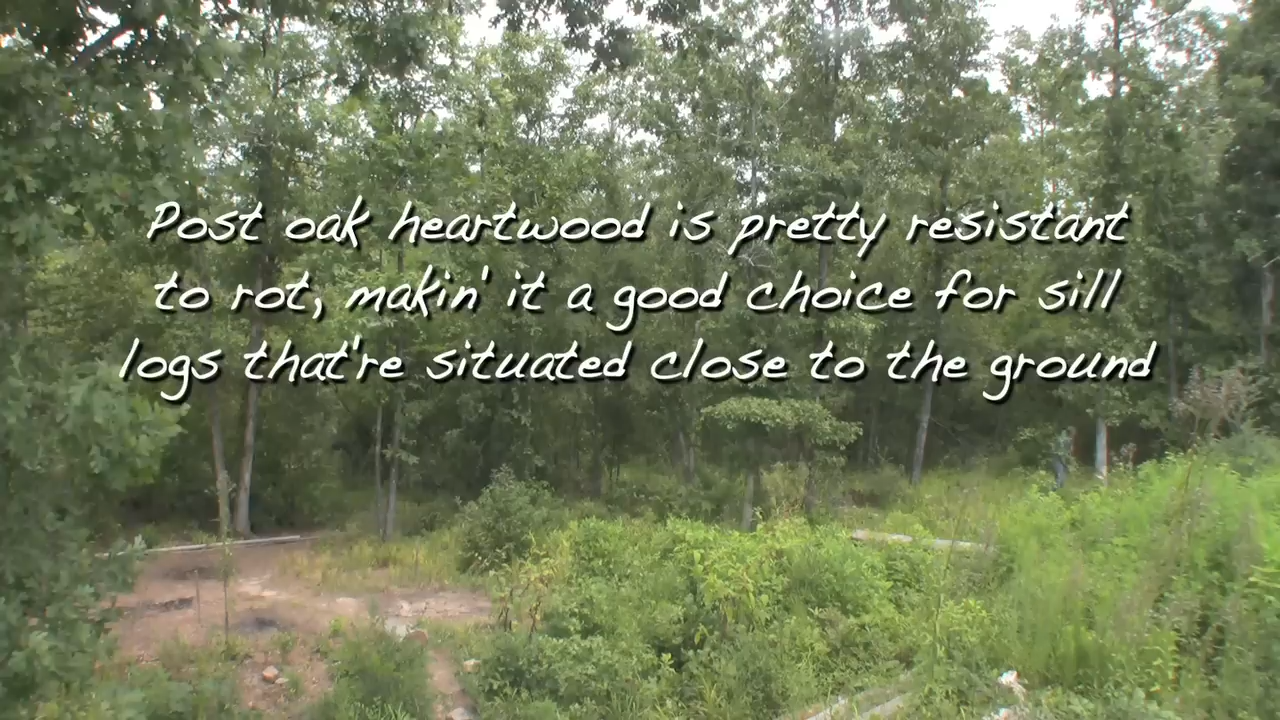 Post oak heartwood is pretty resistant
to rot, makin' it a good choice for sill
logs that're situated close to the ground